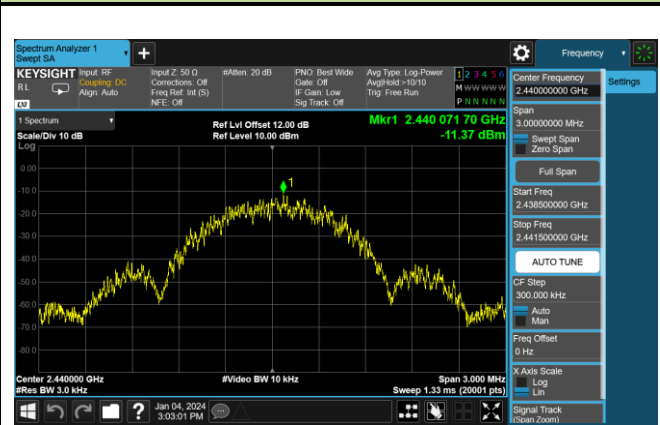 Spectrum Analyzer 1
Swept SA
Frequency
KEYSIGHT
RL
LXI
Input: RF
Coupling: DC
Align: Auto
Input Z: 50 Ω
Corrections: Off
Freq Ref: Int (S)
NFE: Off
#Atten: 20 dB
PNO: Best Wide
Gate: Off
IF Gain: Low
Sig Track: Off
Avg Type: Log-Power
Avg|Hold:>10/10
Trig: Free Run
1 2 3 4 5 6
M W W W W W
P N N N N N
1 Spectrum
Scale/Div 10 dB
Log
Ref Lvl Offset 12.00 dB
Ref Level 10.00 dBm
Mkr1 2.440 071 70 GHz
-11.37 dBm
1
0.00
-10.0
-20.0
-30.0
-40.0
-50.0
-60.0
-70.0
-80.0
Center 2.440000 GHz
#Res BW 3.0 kHz
#Video BW 10 kHz
Span 3.000 MHz
Sweep 1.33 ms (20001 pts)
Center Frequency
2.440000000 GHz
Settings
Span
3.00000000 MHz
Swept Span
Zero Span
Full Span
Start Freq
2.438500000 GHz
Stop Freq
2.441500000 GHz
AUTO TUNE
CF Step
300.000 kHz
Auto
Man
Freq Offset
0 Hz
X Axis Scale
Log
Lin
Signal Track
(Span Zoom)
?
Jan 04, 2024
3:03:01 PM